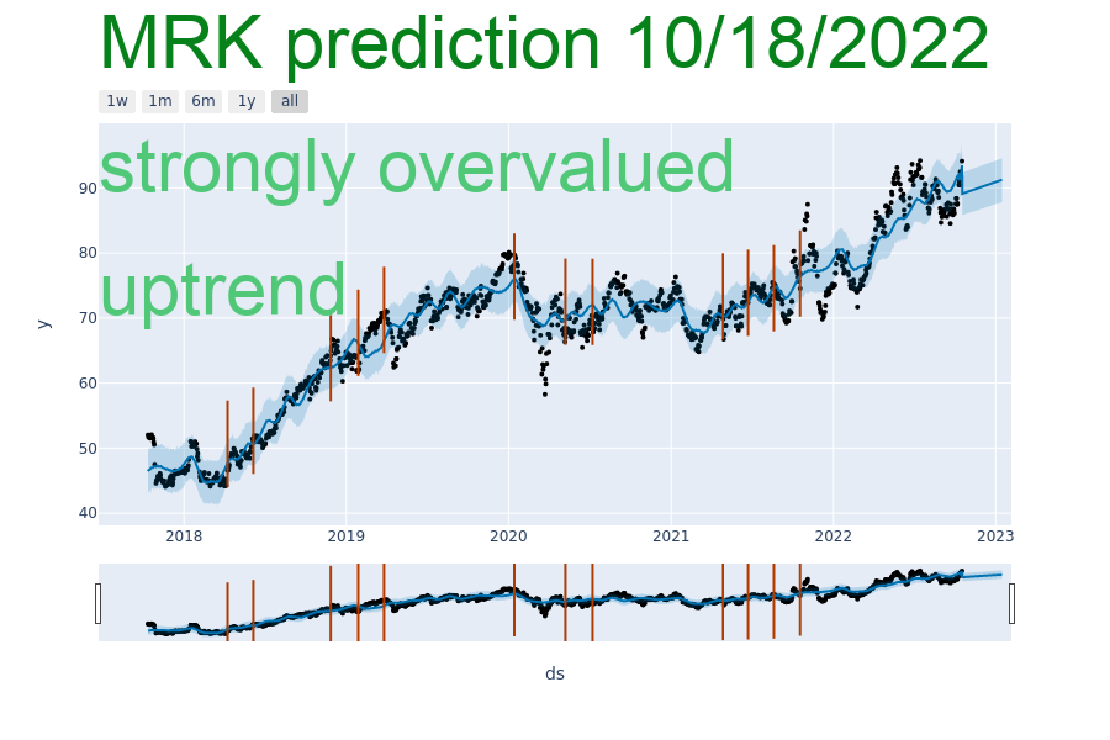 MRK prediction 10/18/2022
1w 1m 6m 1y all
strongly overvalued
90
80
uptrend
70
y
60
50
40
2018 2019 2020 2021 2022 2023
ds